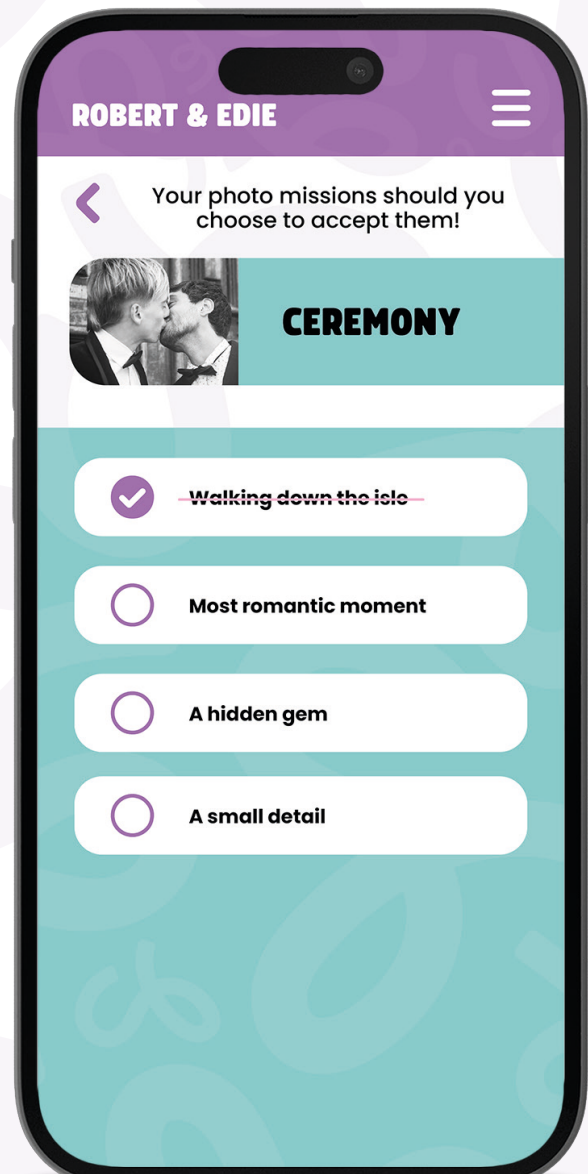 ROBERT & EDIE
Your photo missions should you
choose to accept them!
CEREMONY
Walking down the isle
Most romantic moment
A hidden gem
A small detail